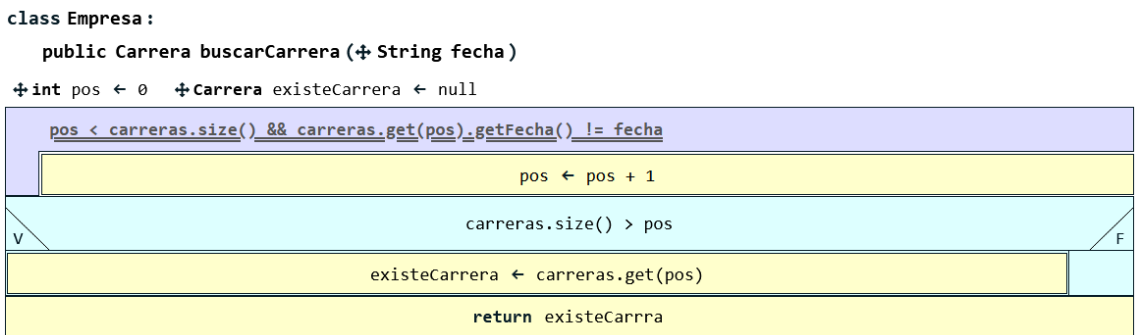 class Empresa:
public Carrera buscarCarrera(✢ String fecha)
✢ int pos ← 0 ✢ Carrera existeCarrera ← null
pos < carreras.size() && carreras.get(pos).getFecha() != fecha
pos ← pos + 1
carreras.size() > pos
V F
existeCarrera ← carreras.get(pos)
return existeCarrra